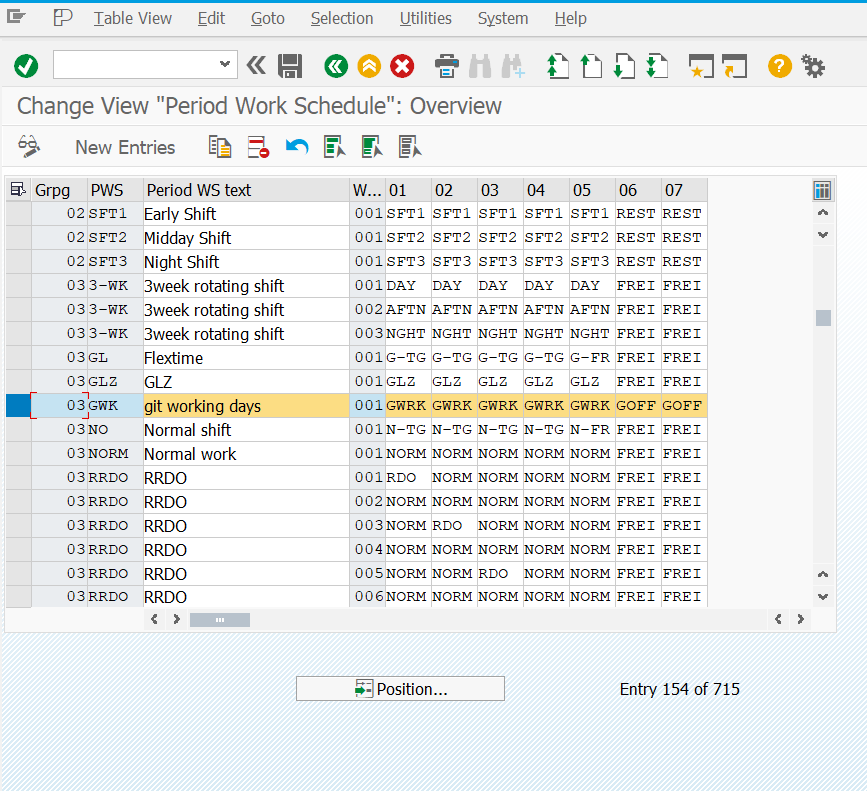 Table View Edit Goto Selection Utilities System Help
Change View "Period Work Schedule": Overview
New Entries
Grpg PWS Period WS text W... 01 02 03 04 05 06 07
02 SFT1 Early Shift 001 SFT1 SFT1 SFT1 SFT1 SFT1 REST REST
02 SFT2 Midday Shift 001 SFT2 SFT2 SFT2 SFT2 SFT2 REST REST
02 SFT3 Night Shift 001 SFT3 SFT3 SFT3 SFT3 SFT3 REST REST
03 3-WK 3week rotating shift 001 DAY DAY DAY DAY DAY FREI FREI
03 3-WK 3week rotating shift 002 AFTN AFTN AFTN AFTN AFTN FREI FREI
03 3-WK 3week rotating shift 003 NGHT NGHT NGHT NGHT NGHT FREI FREI
03 GL Flextime 001 G-TG G-TG G-TG G-TG G-FR FREI FREI
03 GLZ GLZ 001 GLZ GLZ GLZ GLZ GLZ FREI FREI
03 GWK git working days 001 GWRK GWRK GWRK GWRK GWRK GOFF GOFF
03 NO Normal shift 001 N-TG N-TG N-TG N-TG N-FR FREI FREI
03 NORM Normal work 001 NORM NORM NORM NORM NORM FREI FREI
03 RRDO RRDO 001 RDO NORM NORM NORM NORM FREI FREI
03 RRDO RRDO 002 NORM NORM NORM NORM NORM FREI FREI
03 RRDO RRDO 003 NORM RDO NORM NORM NORM FREI FREI
03 RRDO RRDO 004 NORM NORM NORM NORM NORM FREI FREI
03 RRDO RRDO 005 NORM NORM RDO NORM NORM FREI FREI
03 RRDO RRDO 006 NORM NORM NORM NORM NORM FREI FREI
Position... Entry 154 of 715